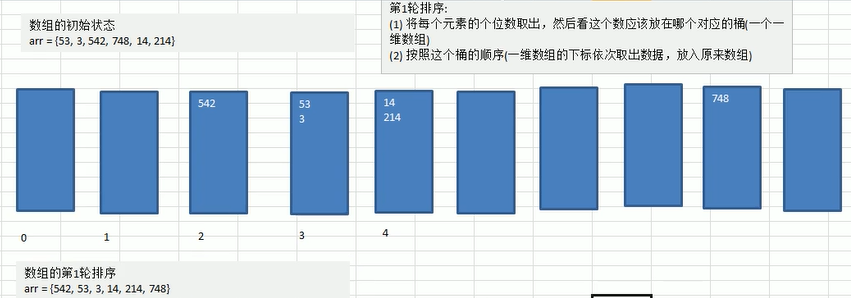 数组的初始状态
arr = {53, 3, 542, 748, 14, 214}
第1轮排序:
(1) 将每个元素的个位数取出，然后看这个数应该放在哪个对应的桶(一个一
维数组)
(2) 按照这个桶的顺序(一维数组的下标依次取出数据，放入原来数组)
542
53
3
14
214
748
0
1
2
3
4
数组的第1轮排序
arr = {542, 53, 3, 14, 214, 748}